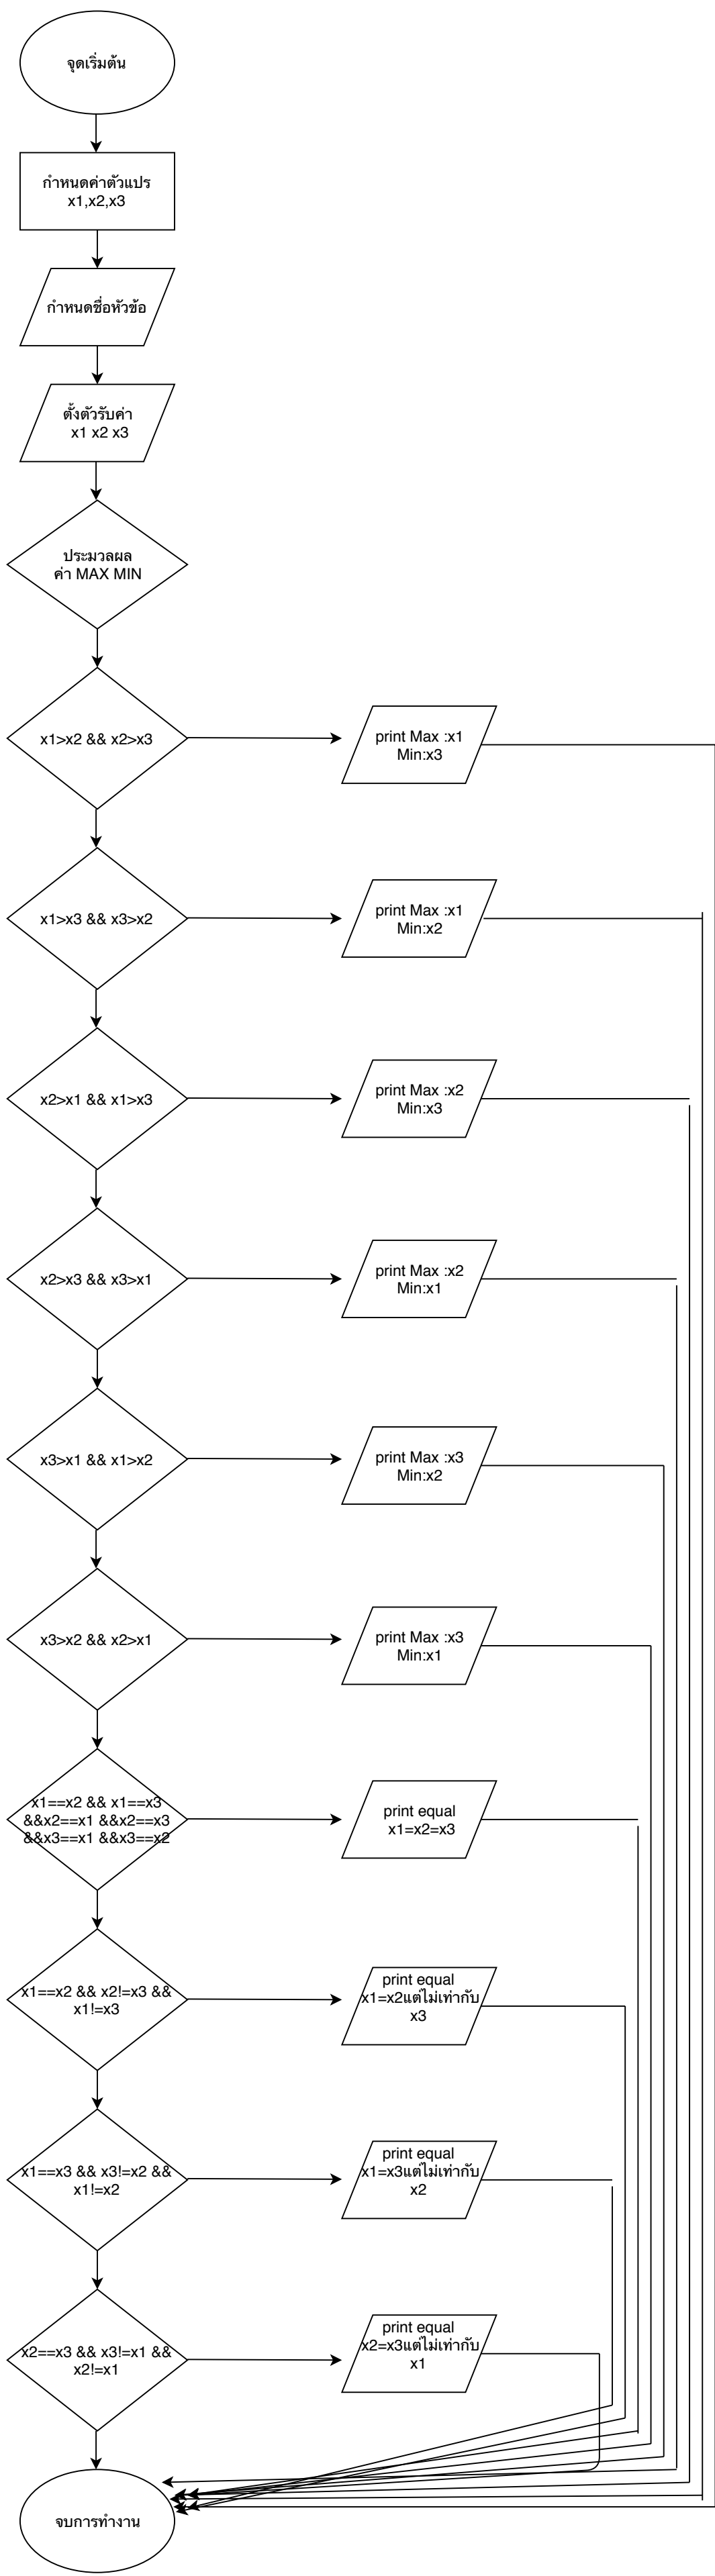 จุดเริ่มต้น
กำหนดค่าตัวแปร
x1,x2,x3
กำหนดชื่อหัวข้อ
ตั้งตัวรับค่า
x1 x2 x3
ประมวลผล
ค่า MAX MIN
x1>x2 && x2>x3
print Max :x1
Min:x3
x1>x3 && x3>x2
print Max :x1
Min:x2
x2>x1 && x1>x3
print Max :x2
Min:x3
x2>x3 && x3>x1
print Max :x2
Min:x1
x3>x1 && x1>x2
print Max :x3
Min:x2
x3>x2 && x2>x1
print Max :x3
Min:x1
x1==x2 && x1==x3
&&x2==x1 &&x2==x3
&&x3==x1 &&x3==x2
print equal
x1=x2=x3
x1==x2 && x2!=x3 &&
x1!=x3
print equal
x1=x2แต่ไม่เท่ากับ
x3
x1==x3 && x3!=x2 &&
x1!=x2
print equal
x1=x3แต่ไม่เท่ากับ
x2
x2==x3 && x3!=x1 &&
x2!=x1
print equal
x2=x3แต่ไม่เท่ากับ
x1
จบการทำงาน